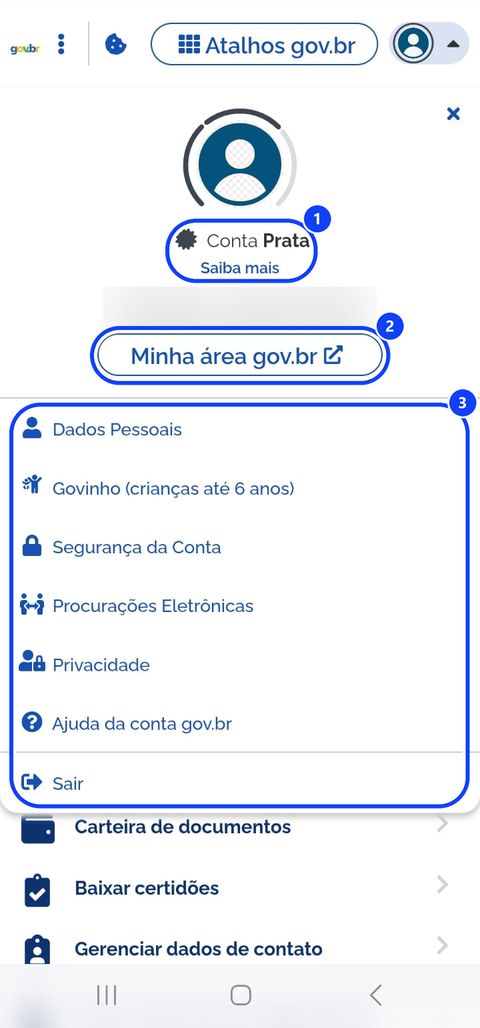 gov.br
Atalhos gov.br
1
Conta Prata
Saiba mais
2
Minha área gov.br
3
Dados Pessoais
Govinho (crianças até 6 anos)
Segurança da Conta
Procurações Eletrônicas
Privacidade
Ajuda da conta gov.br
Sair
Carteira de documentos
Baixar certidões
Gerenciar dados de contato